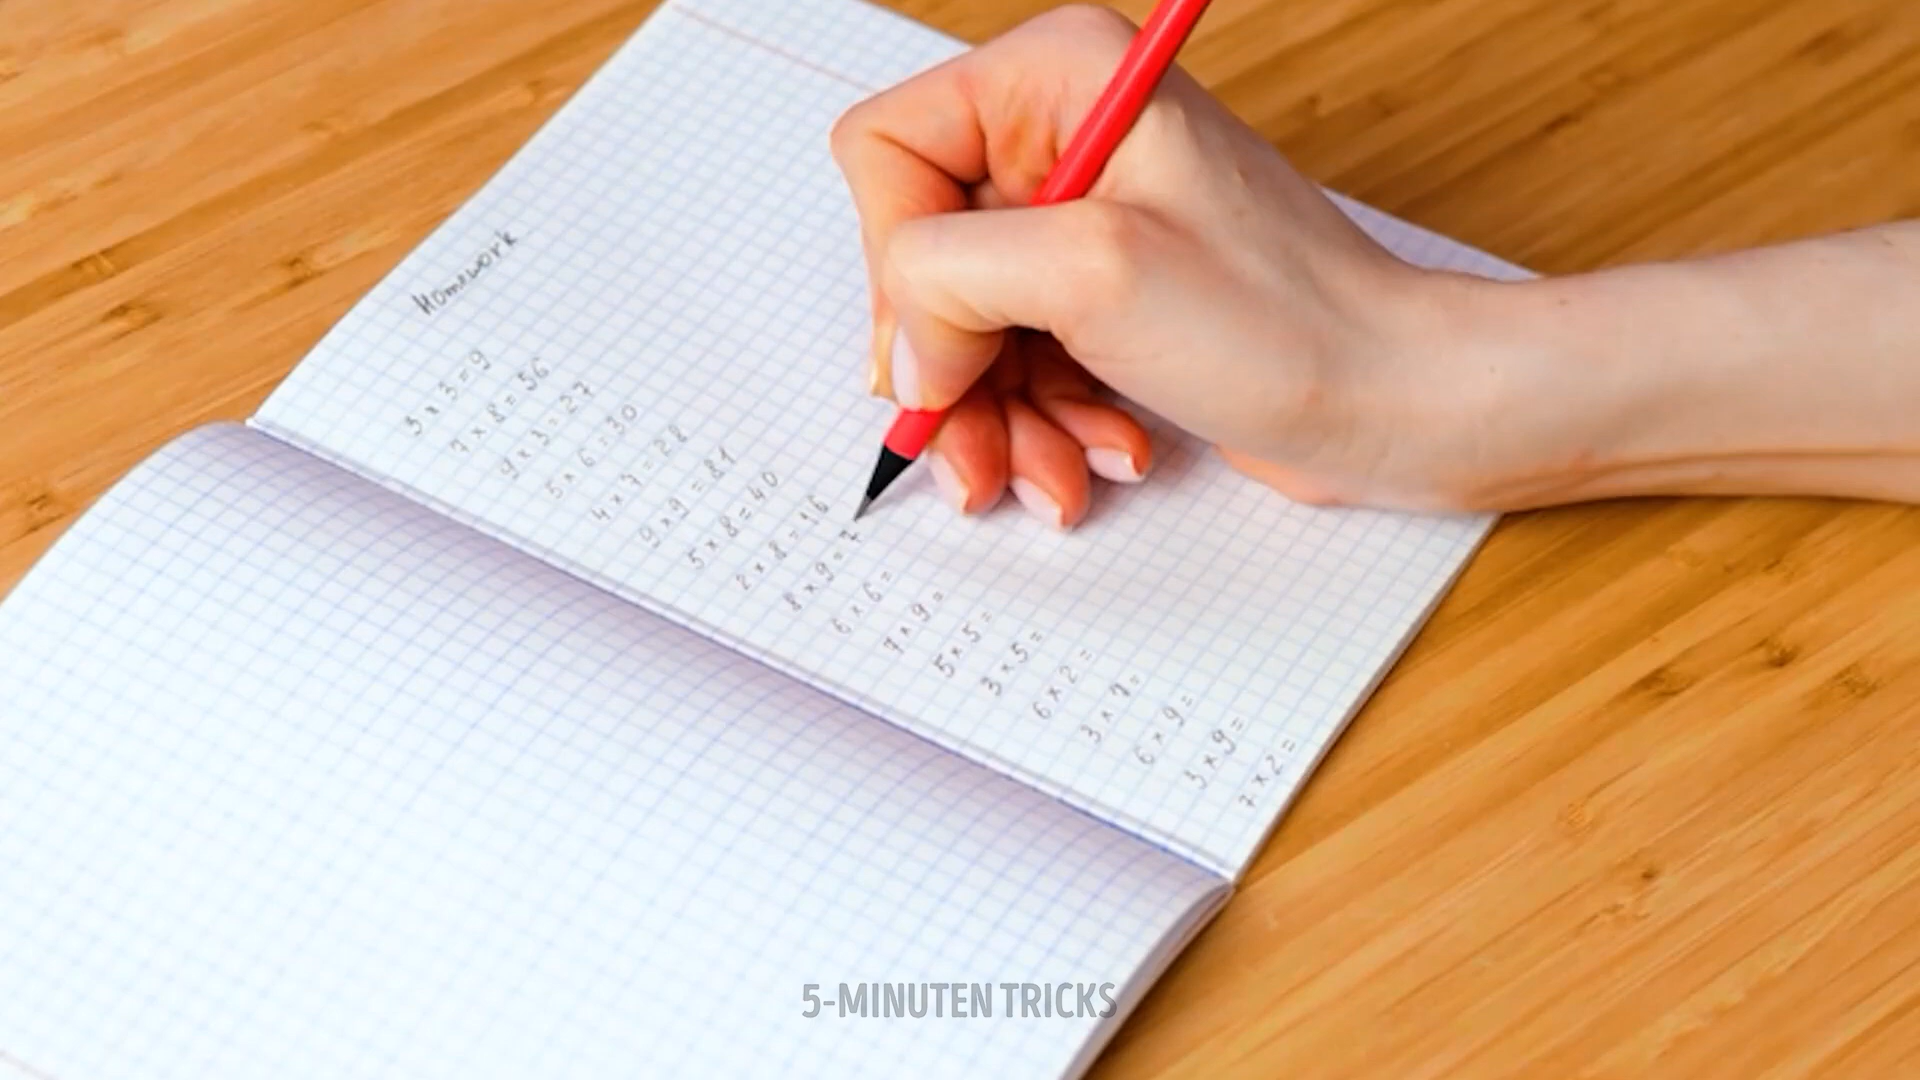 Homework
3 x 3 = 9
7 x 8 = 56
9 x 3 = 27
5 x 6 = 30
4 x 7 = 28
9 x 9 = 81
5 x 8 = 40
2 x 8 = 16
8 x 9 = 7
6 x 6 =
7 x 9 =
5 x 5 =
3 x 5 =
6 x 2 =
3 x 7 =
6 x 9 =
3 x 9 =
7 x 2 =
5-MINUTEN TRICKS